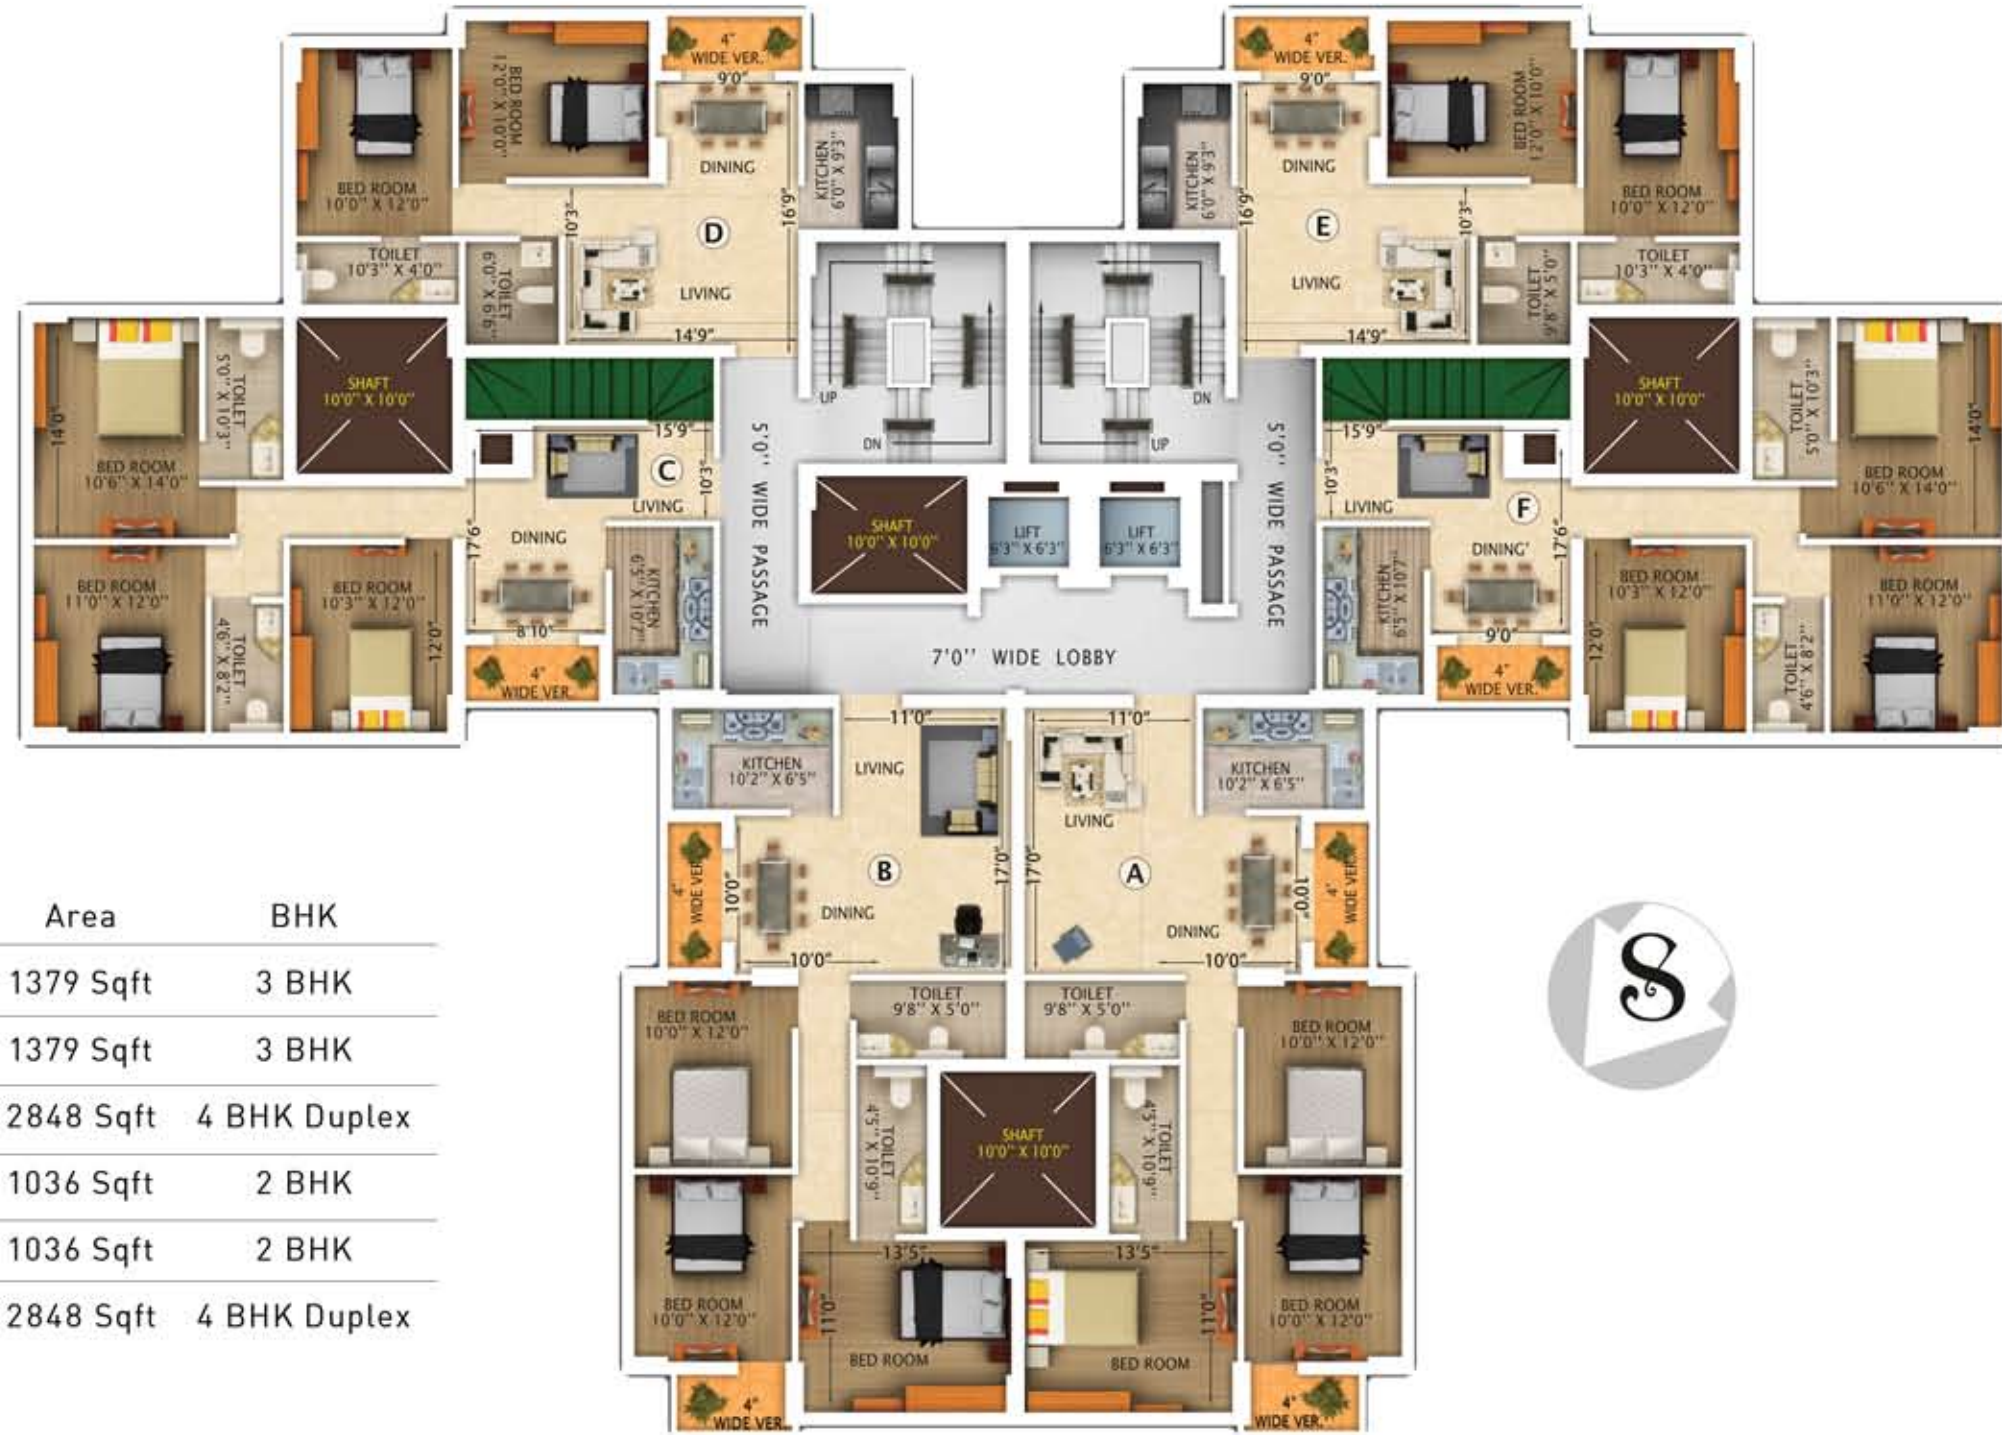 4"
WIDE VER.
9'0"
BED ROOM
12'0" X 10'0"
BED ROOM
10'0" X 12'0"
DINING
KITCHEN
6'0" X 9'3"
16'9"
10'3"
D
TOILET
10'3" X 4'0"
TOILET
6'0" X 6'6"
LIVING
14'9"
4"
WIDE VER.
9'0"
BED ROOM
12'0" X 10'0"
BED ROOM
10'0" X 12'0"
DINING
KITCHEN
6'0" X 9'3"
16'9"
10'3"
E
TOILET
10'3" X 4'0"
TOILET
9'8" X 5'0"
LIVING
14'9"
UP
DN
DN
UP
14'0"
BED ROOM
10'6" X 14'0"
TOILET
5'0" X 10'3"
SHAFT
10'0" X 10'0"
15'9"
C
10'3"
LIVING
17'6"
DINING
KITCHEN
6'5" X 10'2"
8'10"
4"
WIDE VER.
BED ROOM
11'0" X 12'0"
TOILET
4'6" X 8'2"
BED ROOM
10'3" X 12'0"
12'0"
5'0" WIDE PASSAGE
SHAFT
10'0" X 10'0"
LIFT
6'3" X 6'3"
LIFT
6'3" X 6'3"
5'0" WIDE PASSAGE
7'0" WIDE LOBBY
15'9"
10'3"
LIVING
F
17'6"
DINING'
KITCHEN
6'5" X 10'2"
9'0"
4"
WIDE VER.
SHAFT
10'0" X 10'0"
TOILET
5'0" X 10'3"
14'0"
BED ROOM
10'6" X 14'0"
BED ROOM
10'3" X 12'0"
12'0"
TOILET
4'6" X 8'2"
BED ROOM
11'0" X 12'0"
11'0"
KITCHEN
10'2" X 6'5"
LIVING
B
17'0"
4"
WIDE VER.
10'0"
DINING
10'0"
TOILET
9'8" X 5'0"
BED ROOM
10'0" X 12'0"
TOILET
4'5" X 10'9"
BED ROOM
10'0" X 12'0"
13'5"
11'0"
BED ROOM
4"
WIDE VER.
11'0"
KITCHEN
10'2" X 6'5"
LIVING
17'0"
A
10'0"
4'
WIDE VER.
DINING
10'0"
TOILET
9'8" X 5'0"
BED ROOM
10'0" X 12'0"
SHAFT
10'0" X 10'0"
TOILET
4'5" X 10'9"
13'5"
11'0"
BED ROOM
BED ROOM
10'0" X 12'0"
4"
WIDE VER.
Area BHK
1379 Sqft 3 BHK
1379 Sqft 3 BHK
2848 Sqft 4 BHK Duplex
1036 Sqft 2 BHK
1036 Sqft 2 BHK
2848 Sqft 4 BHK Duplex
S